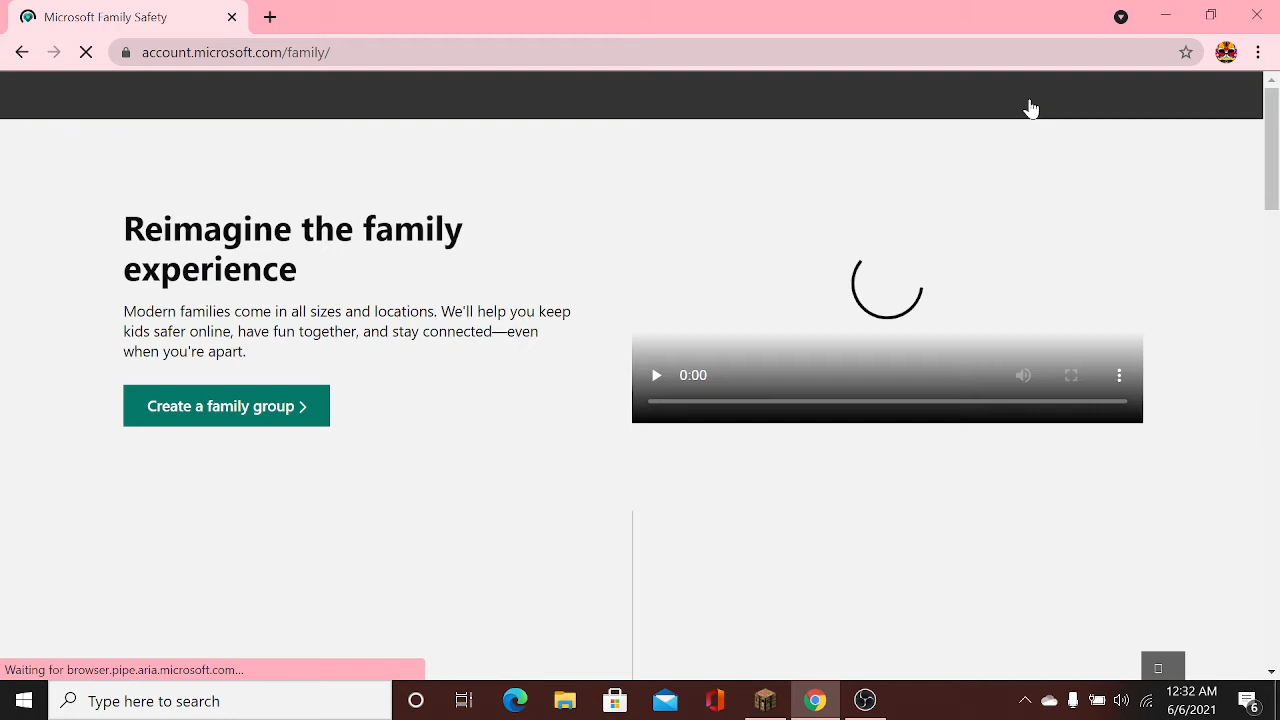 Microsoft Family Safety
account.microsoft.com/family/
Reimagine the family
experience
Modern families come in all sizes and locations. We'll help you keep
kids safer online, have fun together, and stay connected—even
when you're apart.
Create a family group
0:00
Waiting for browser.pipe.aria.microsoft.com...
Type here to search
12:32 AM
6/6/2021
6